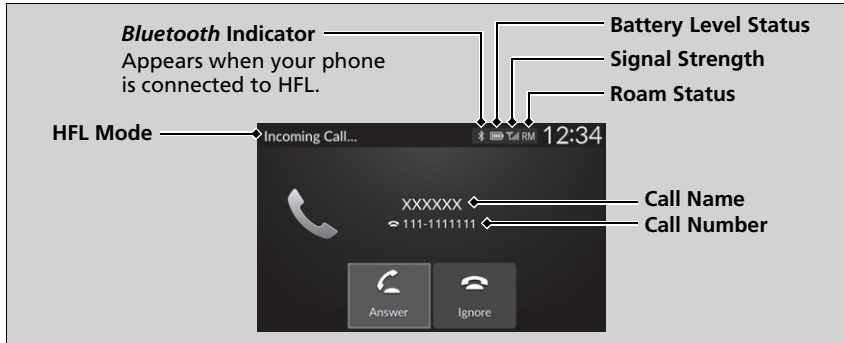 Bluetooth Indicator
Appears when your phone
is connected to HFL.
Battery Level Status
Signal Strength
Roam Status
HFL Mode
Incoming Call...
RM 12:34
XXXXXX
111-1111111
Call Name
Call Number
Answer
Ignore